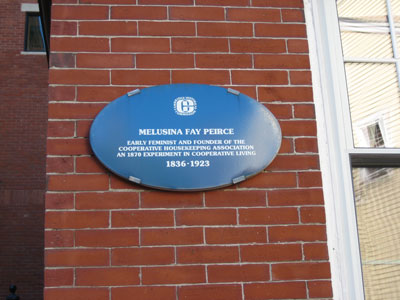 MELUSINA FAY PEIRCE
EARLY FEMINIST AND FOUNDER OF THE
COOPERATIVE HOUSEKEEPING ASSOCIATION
AN 1870 EXPERIMENT IN COOPERATIVE LIVING
1836·1923